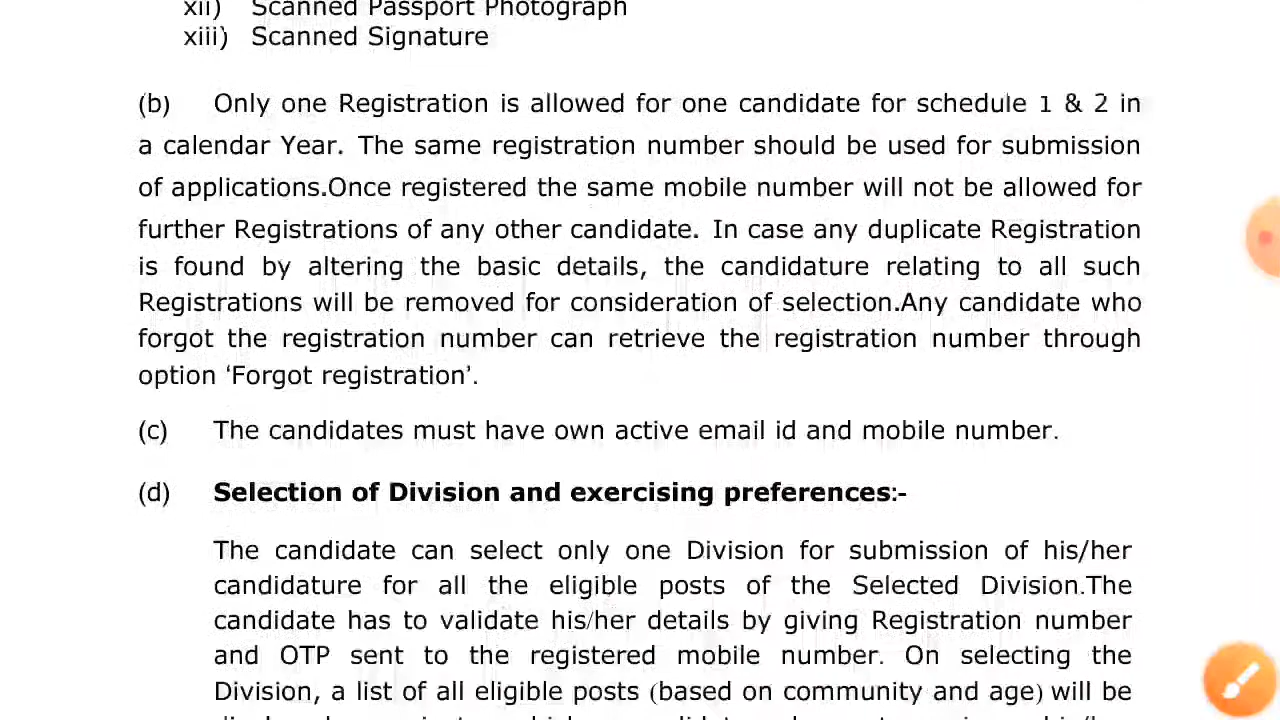 xii) Scanned Passport Photograph
xiii) Scanned Signature
(b) Only one Registration is allowed for one candidate for schedule 1 & 2 in
a calendar Year. The same registration number should be used for submission
of applications.Once registered the same mobile number will not be allowed for
further Registrations of any other candidate. In case any duplicate Registration
is found by altering the basic details, the candidature relating to all such
Registrations will be removed for consideration of selection.Any candidate who
forgot the registration number can retrieve the registration number through
option ‘Forgot registration’.
(c) The candidates must have own active email id and mobile number.
(d) Selection of Division and exercising preferences:-
The candidate can select only one Division for submission of his/her
candidature for all the eligible posts of the Selected Division.The
candidate has to validate his/her details by giving Registration number
and OTP sent to the registered mobile number. On selecting the
Division, a list of all eligible posts (based on community and age) will be